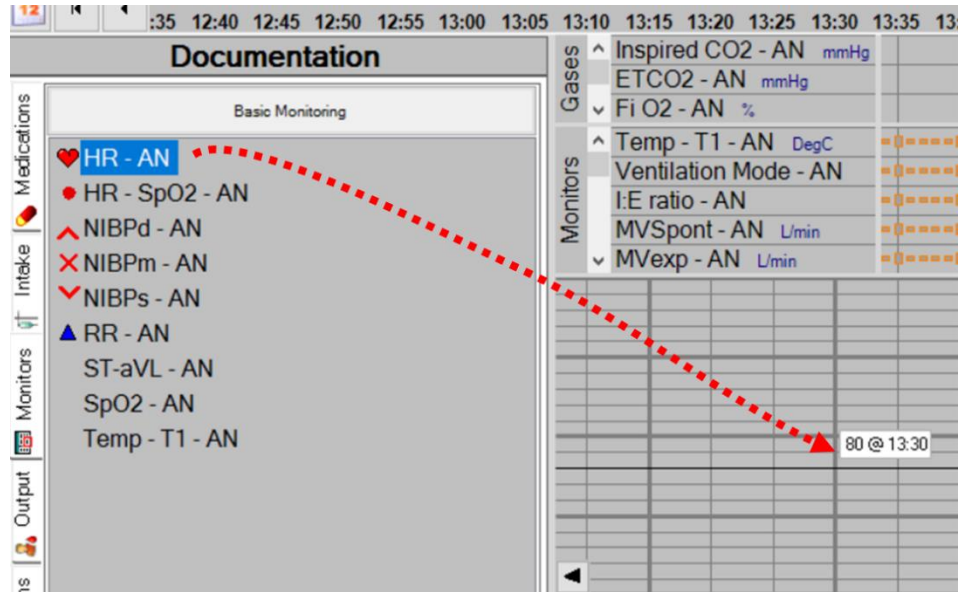 12
:35 12:40 12:45 12:50 12:55 13:00 13:05 13:10 13:15 13:20 13:25 13:30 13:35 13:
Documentation
Basic Monitoring
Medications
Intake
Monitors
Output
ns
HR - AN
HR - SpO2 - AN
NIBPd - AN
NIBPm - AN
NIBPs - AN
RR - AN
ST-aVL - AN
SpO2 - AN
Temp - T1 - AN
Gases
Inspired CO2 - AN mmHg
ETCO2 - AN mmHg
Fi O2 - AN %
Monitors
Temp - T1 - AN DegC
Ventilation Mode - AN
I:E ratio - AN
MVSpont - AN L/min
MVexp - AN L/min
80 @ 13:30